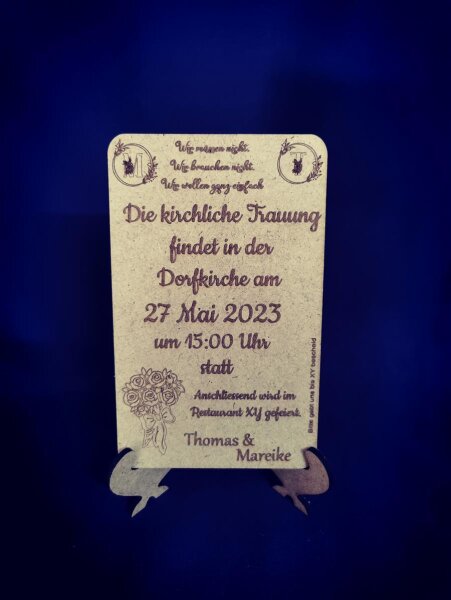 Wir müssen nicht.
Wir brauchen nicht.
Wir wollen ganz einfach
M
T
Die kirchliche Trauung
findet in der
Dorfkirche am
27 Mai 2023
um 15:00 Uhr
statt
Anschliessend wird im
Restaurant XY gefeiert.
Thomas &
Mareike
Bitte gebt uns bis XY bescheid